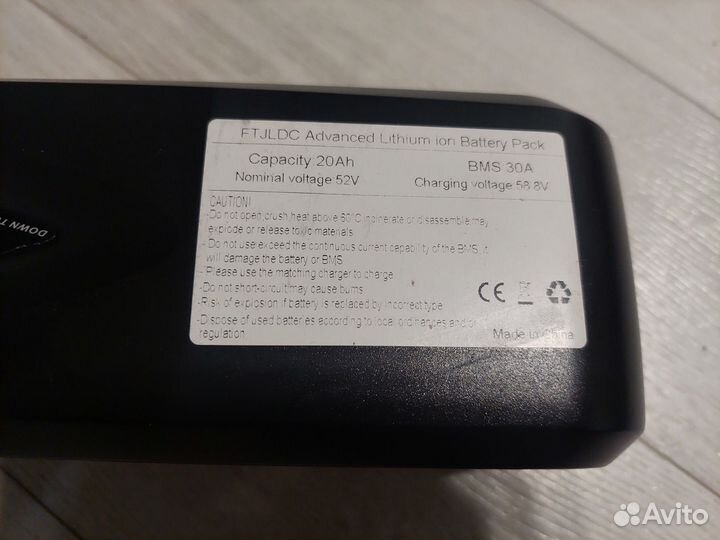 FTJLDC Advanced Lithium ion Battery Pack
Capacity:20Ah BMS 30A
Nominal voltage:52V Charging voltage:58.8V
CAUTION!
-Do not open crush,heat above 60°C incinerate or disassemble,may
explode or release toxic materials
-Do not use exceed the continuous current capability of the BMS, it
will damage the battery or BMS
-Please use the matching charger to charge
-Do not short-circuit,may cause burns
-Risk of explosion if battery is replaced by incorrect type
-Dispose of used batteries according to local ordinances and/or
regulation Made in China
CE
DOWN
Avito